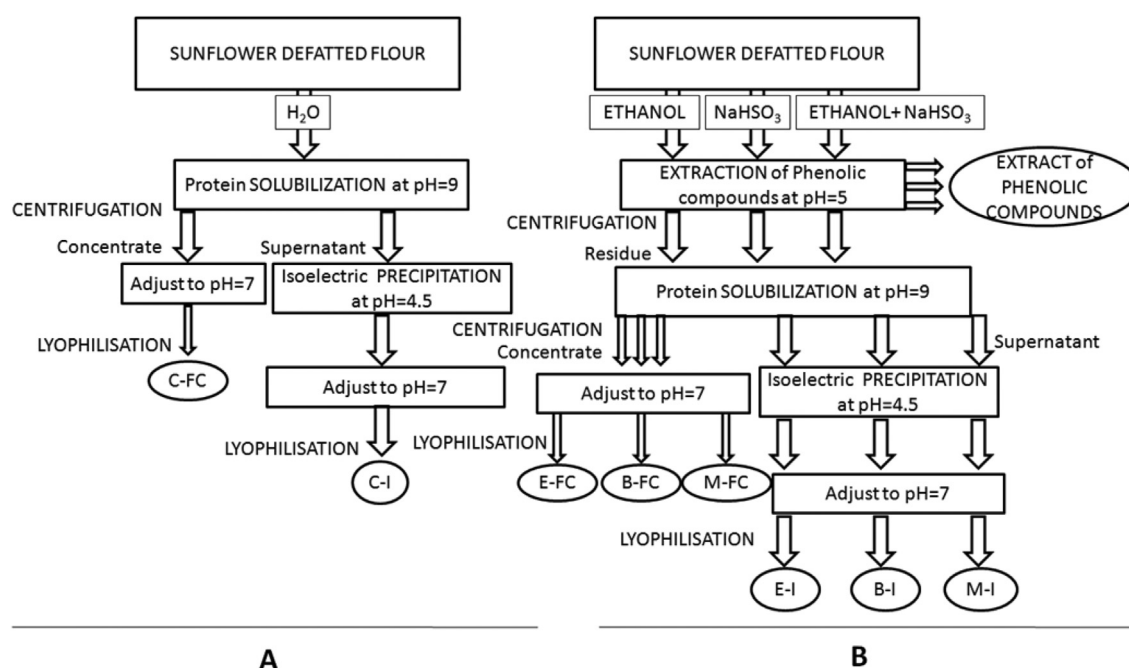 SUNFLOWER DEFATTED FLOUR
H₂O
Protein SOLUBILIZATION at pH=9
CENTRIFUGATION
Concentrate
Supernatant
Adjust to pH=7
Isoelectric PRECIPITATION
at pH=4.5
LYOPHILISATION
C-FC
Adjust to pH=7
LYOPHILISATION
C-I
A
SUNFLOWER DEFATTED FLOUR
ETHANOL
NaHSO₃
ETHANOL+ NaHSO₃
EXTRACTION of Phenolic
compounds at pH=5
EXTRACT of
PHENOLIC
COMPOUNDS
CENTRIFUGATION
Residue
Protein SOLUBILIZATION at pH=9
CENTRIFUGATION
Concentrate
Supernatant
Adjust to pH=7
Isoelectric PRECIPITATION
at pH=4.5
LYOPHILISATION
E-FC
B-FC
M-FC
Adjust to pH=7
LYOPHILISATION
E-I
B-I
M-I
B